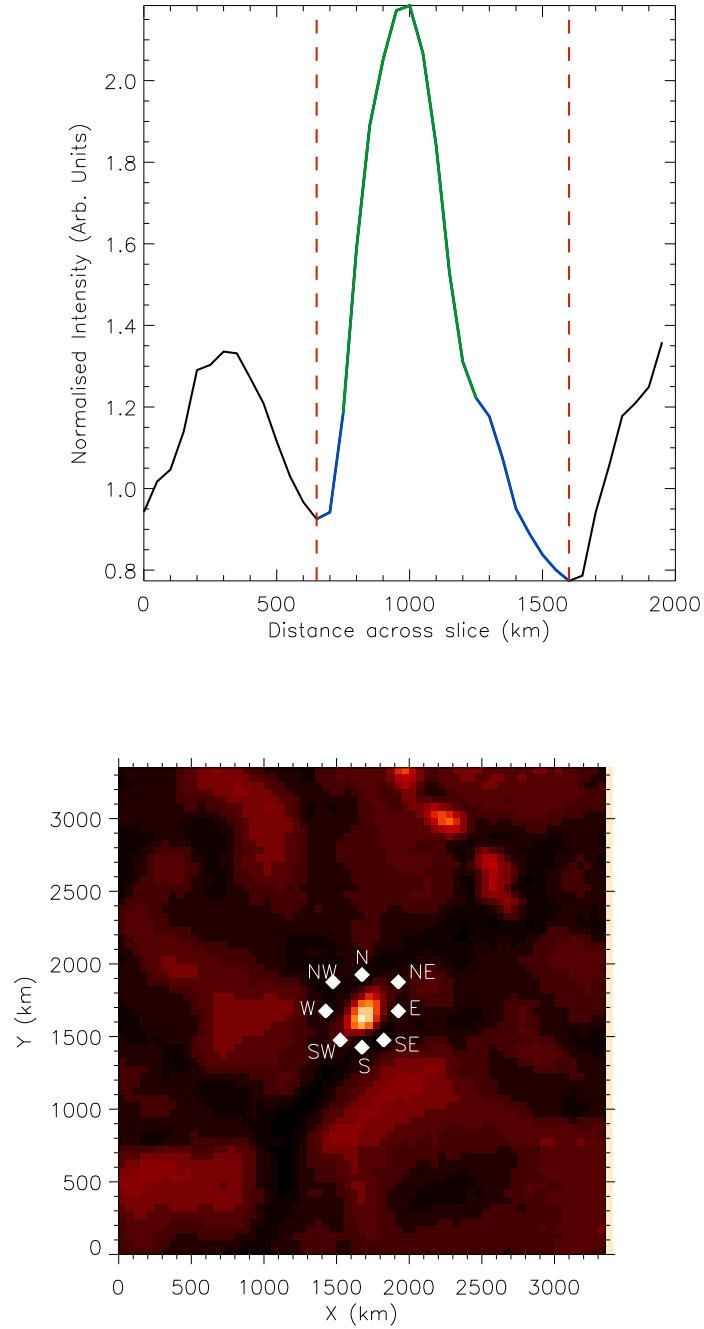 2.0
1.8
1.6
1.4
1.2
1.0
0.8
Normalised Intensity (Arb. Units)
0 500 1000 1500 2000
Distance across slice (km)
3000
2500
2000
1500
1000
500
0
Y (km)
N
NW NE
W E
SW SE
S
0 500 1000 1500 2000 2500 3000
X (km)